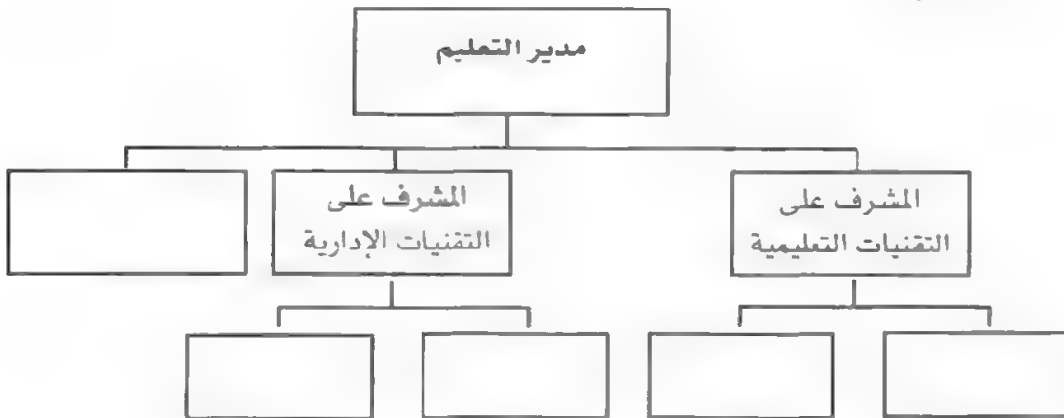 مدير التعليم
المشرف على
التقنيات التعليمية
المشرف على
التقنيات الإدارية